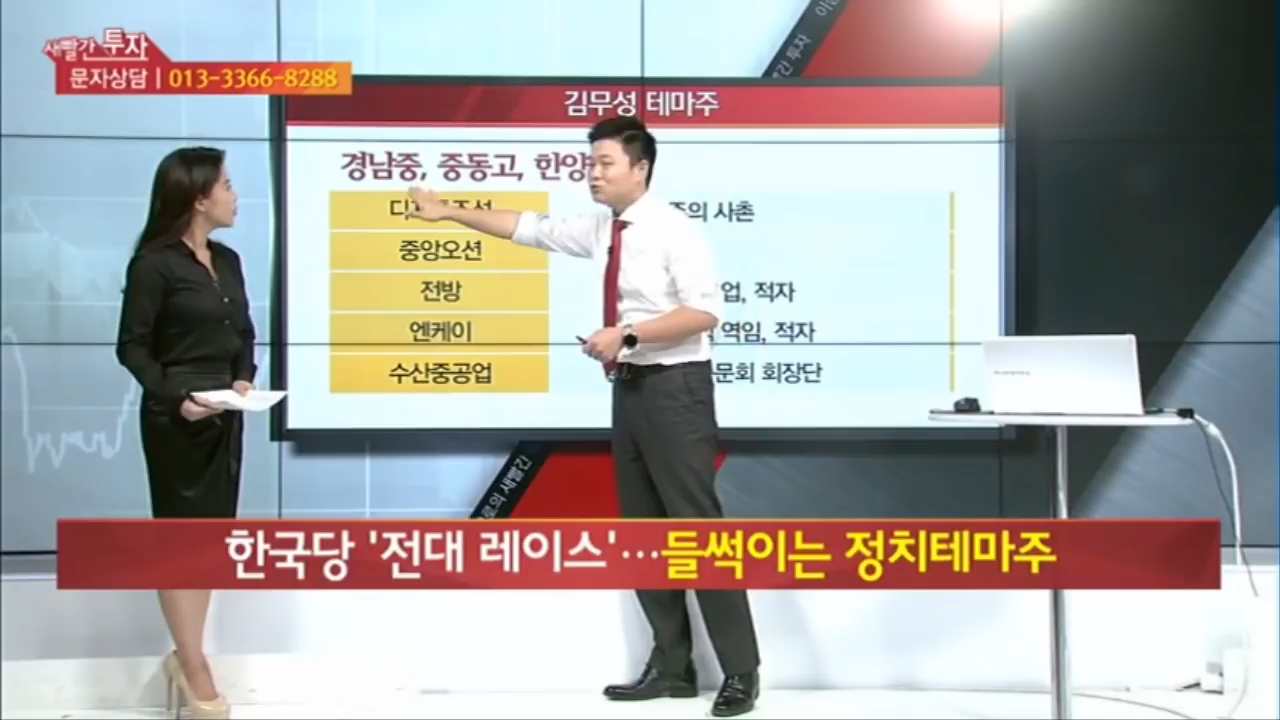 새빨간 투자
문자상담 | 013-3366-8288
김무성 테마주
경남중, 중동고, 한양
중앙오션
전방
엔케이
수산중공업
사촌
업, 적자
역임, 적자
문회 회장단
한국당 '전대 레이스'…들썩이는 정치테마주